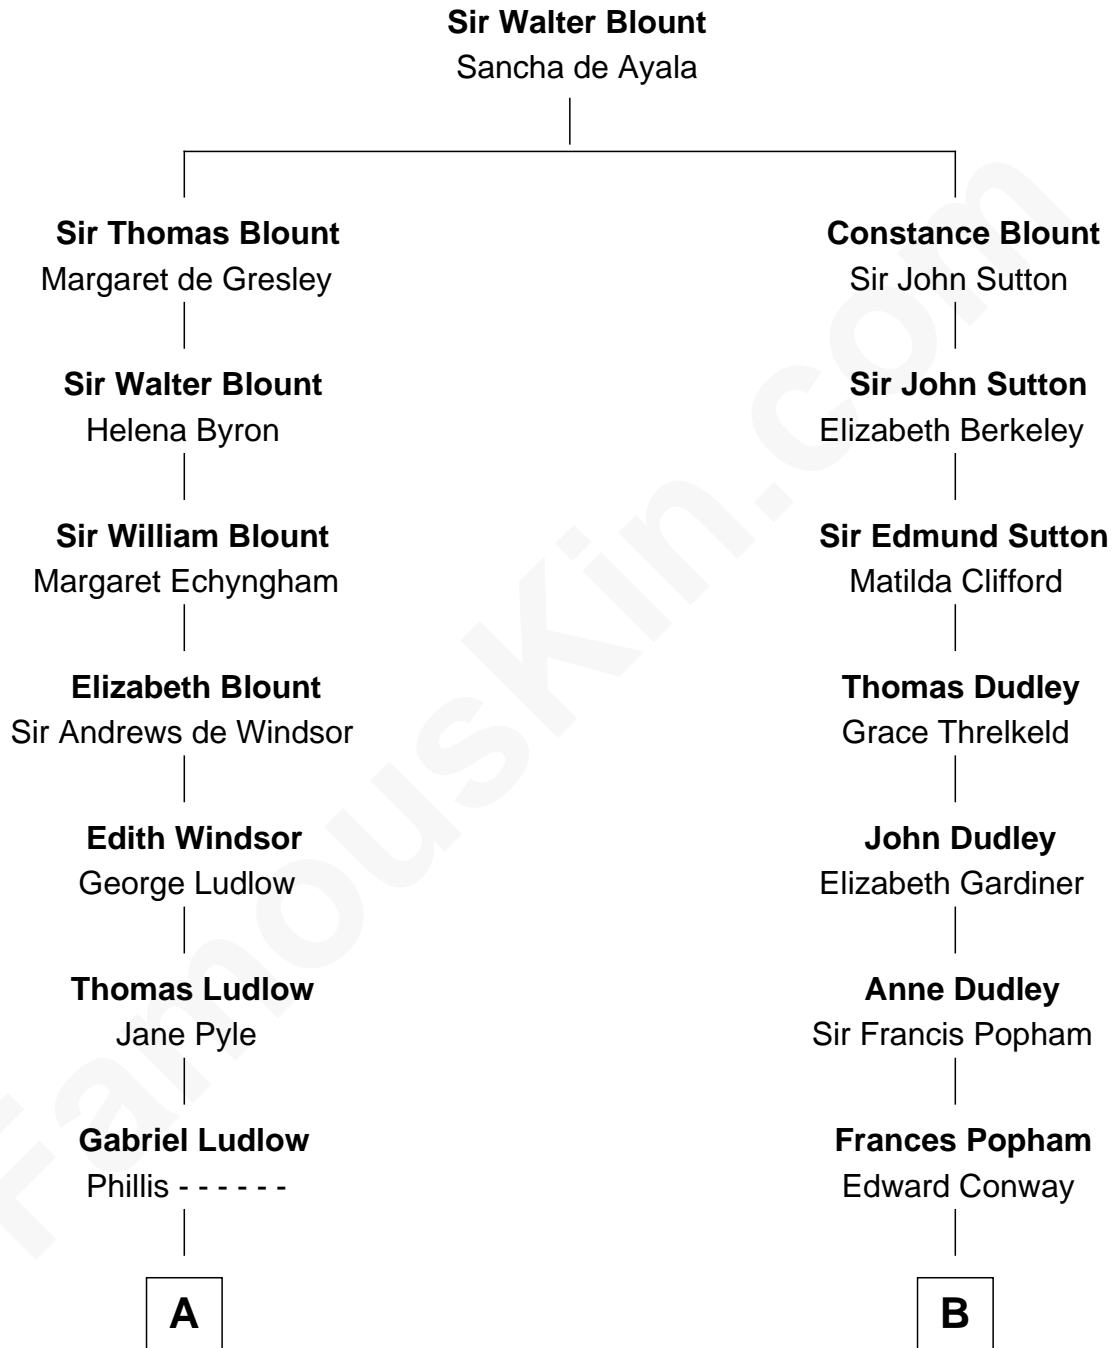 Sir Walter Blount
Sancha de Ayala
Sir Thomas Blount
Margaret de Gresley
Constance Blount
Sir John Sutton
Sir Walter Blount
Helena Byron
Sir John Sutton
Elizabeth Berkeley
Sir William Blount
Margaret Echyngham
Sir Edmund Sutton
Matilda Clifford
Elizabeth Blount
Sir Andrews de Windsor
Thomas Dudley
Grace Threlkeld
Edith Windsor
George Ludlow
John Dudley
Elizabeth Gardiner
Thomas Ludlow
Jane Pyle
Anne Dudley
Sir Francis Popham
Gabriel Ludlow
Phillis - - - - - -
Frances Popham
Edward Conway
A
B
FamousKin.com